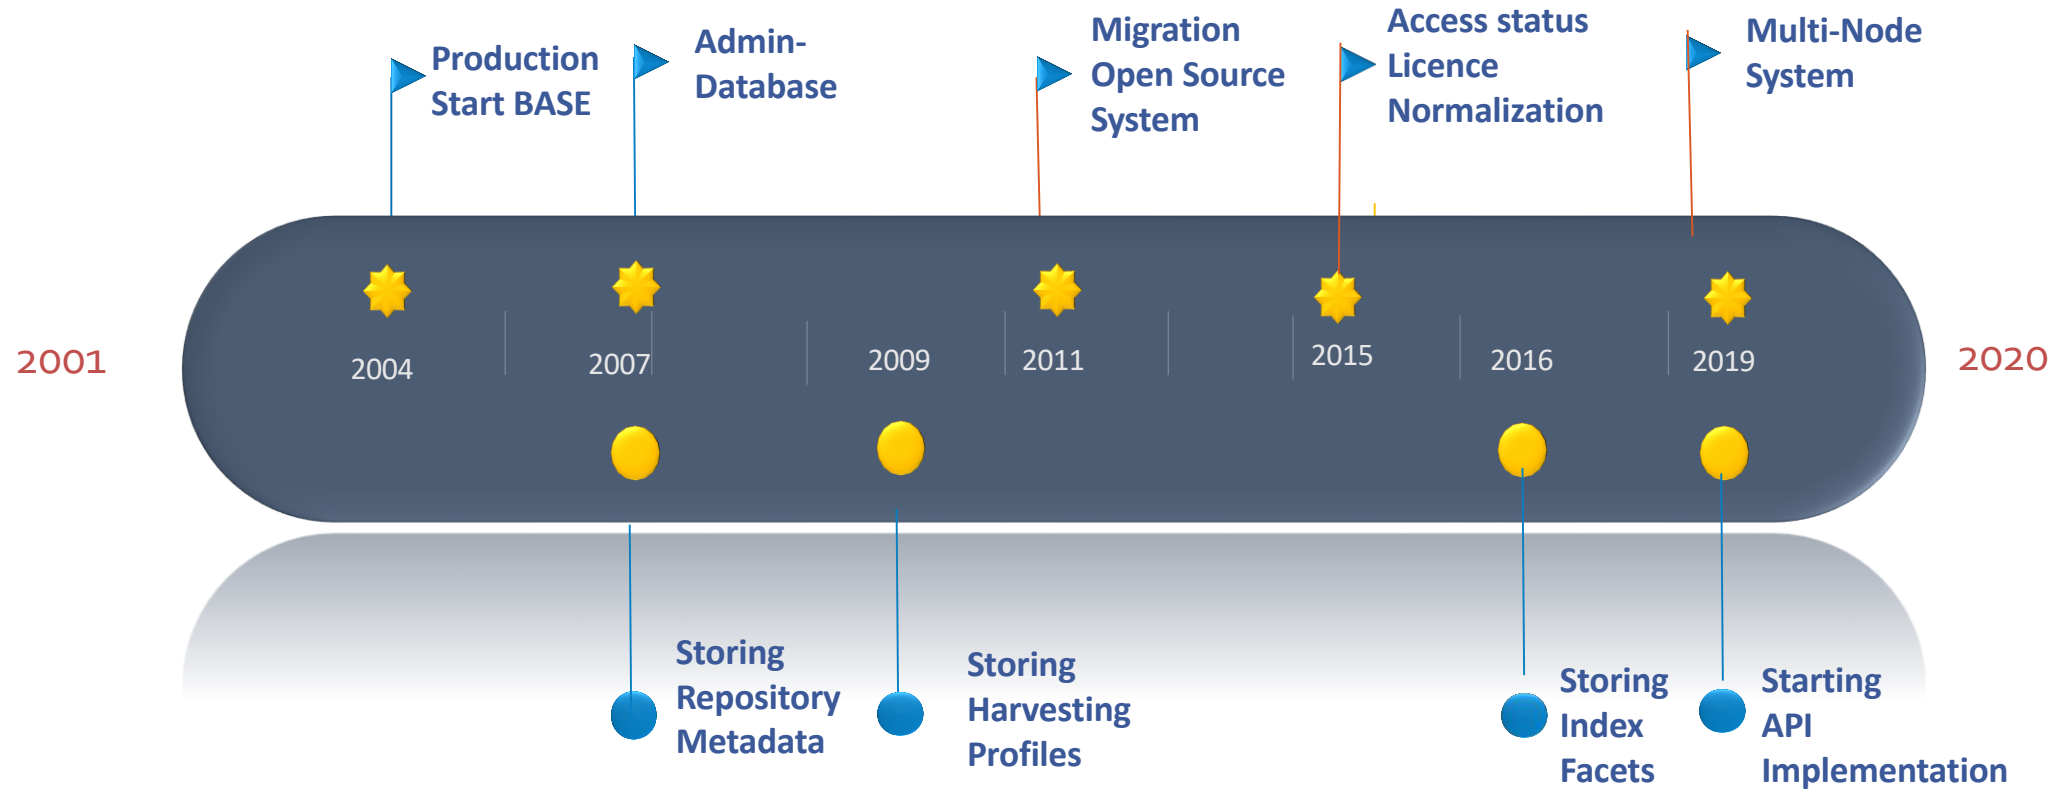 Production
Start BASE
Admin-
Database
Migration
Open Source
System
Access status
Licence
Normalization
Multi-Node
System
2001
2004
2007
2009
2011
2015
2016
2019
2020
Storing
Repository
Metadata
Storing
Harvesting
Profiles
Storing
Index
Facets
Starting
API
Implementation